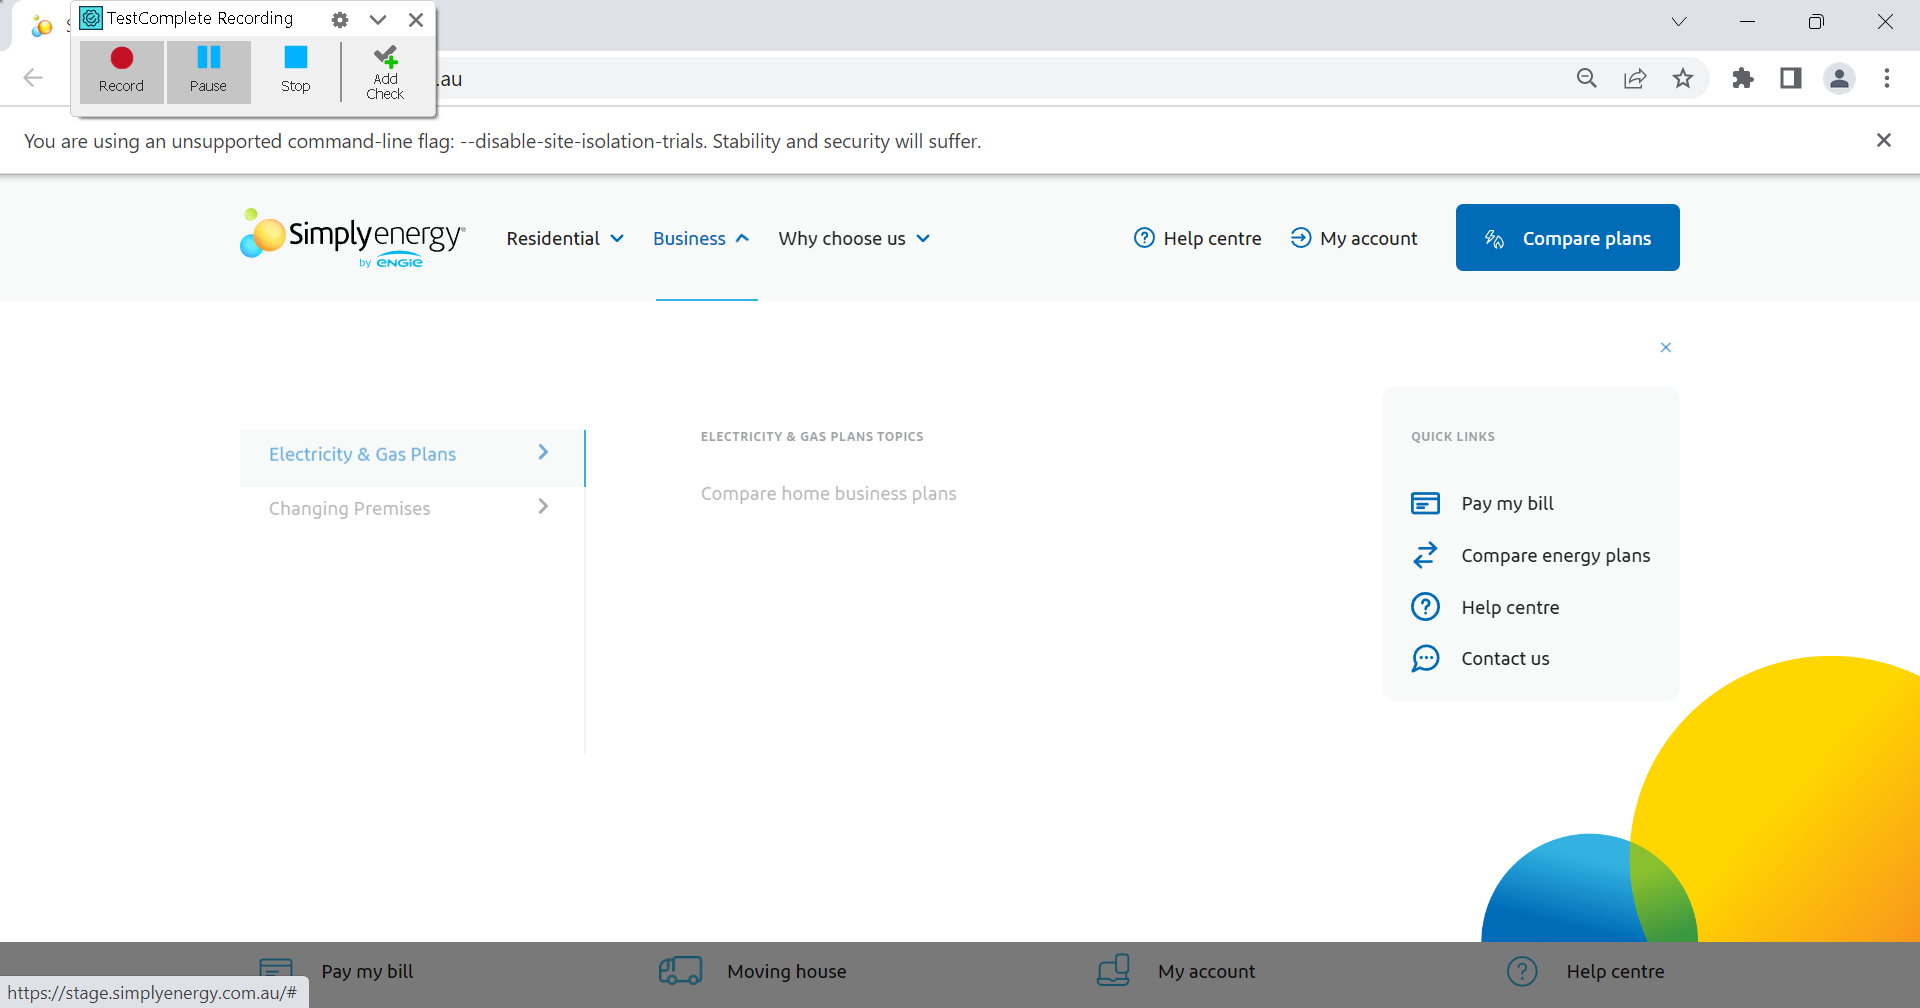 TestComplete Recording
Record
Pause
Stop
Add
Check
.au
You are using an unsupported command-line flag: --disable-site-isolation-trials. Stability and security will suffer.
Simplyenergy
by ENGIE
Residential
Business
Why choose us
Help centre
My account
Compare plans
Electricity & Gas Plans
Changing Premises
ELECTRICITY & GAS PLANS TOPICS
Compare home business plans
QUICK LINKS
Pay my bill
Compare energy plans
Help centre
Contact us
Pay my bill
Moving house
My account
Help centre
https://stage.simplyenergy.com.au/#